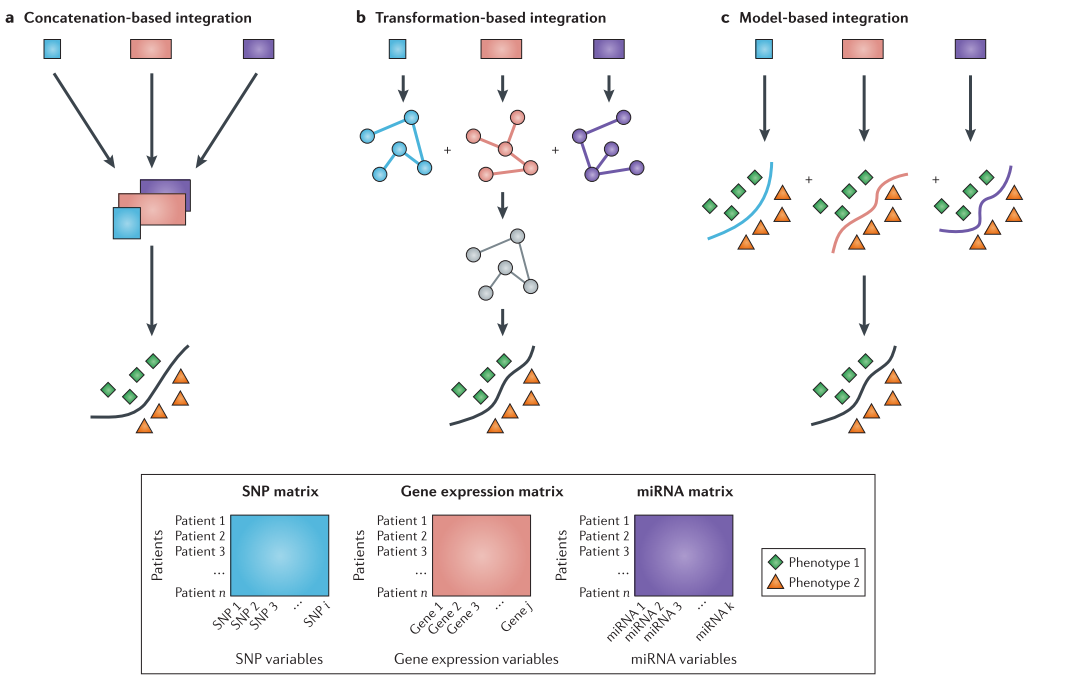 a Concatenation-based integration
b Transformation-based integration
c Model-based integration
+ +
+ +
SNP matrix
Patients
Patient 1
Patient 2
Patient 3
...
Patient n
SNP 1 SNP 2 SNP 3 ... SNP i
SNP variables
Gene expression matrix
Patients
Patient 1
Patient 2
Patient 3
...
Patient n
Gene 1 Gene 2 Gene 3 ... Gene j
Gene expression variables
miRNA matrix
Patients
Patient 1
Patient 2
Patient 3
...
Patient n
miRNA 1 miRNA 2 miRNA 3 ... miRNA k
miRNA variables
Phenotype 1
Phenotype 2